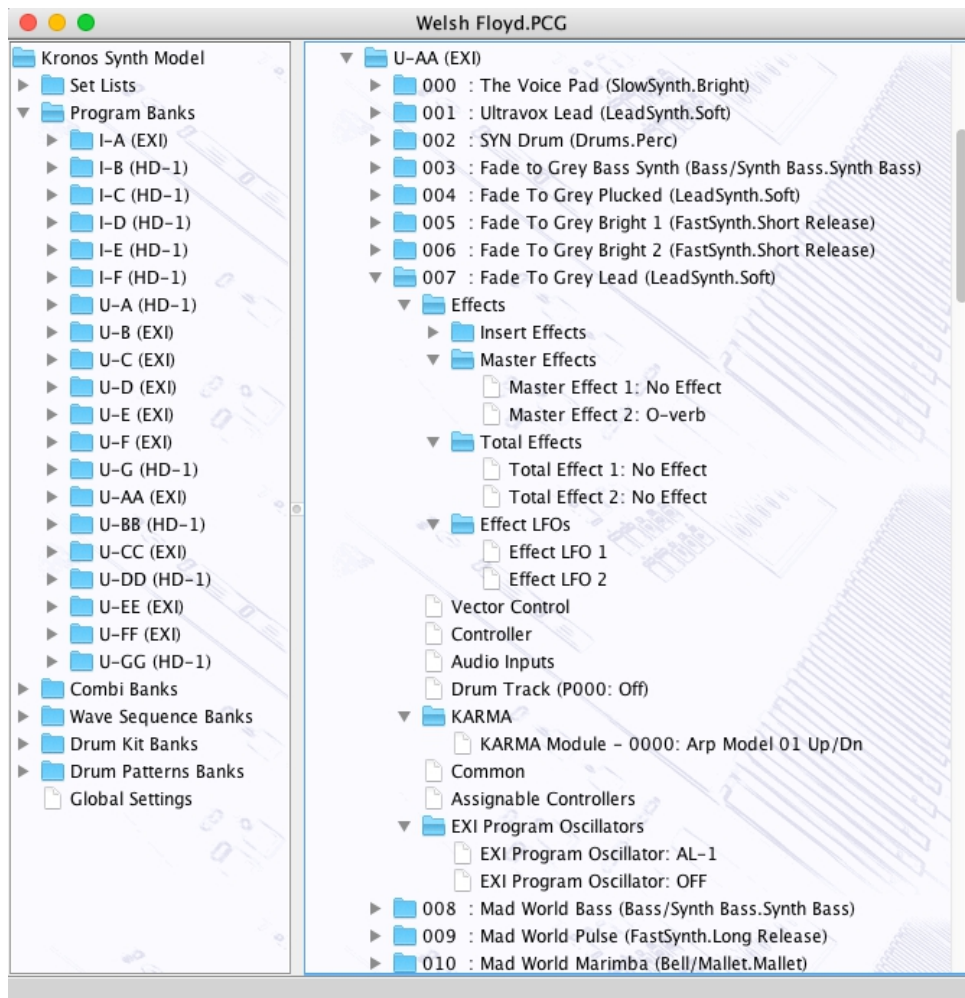 Welsh Floyd.PCG
Kronos Synth Model
Set Lists
Program Banks
I-A (EXI)
I-B (HD-1)
I-C (HD-1)
I-D (HD-1)
I-E (HD-1)
I-F (HD-1)
U-A (HD-1)
U-B (EXI)
U-C (EXI)
U-D (EXI)
U-E (EXI)
U-F (EXI)
U-G (HD-1)
U-AA (EXI)
U-BB (HD-1)
U-CC (EXI)
U-DD (HD-1)
U-EE (EXI)
U-FF (EXI)
U-GG (HD-1)
Combi Banks
Wave Sequence Banks
Drum Kit Banks
Drum Patterns Banks
Global Settings
U-AA (EXI)
000 : The Voice Pad (SlowSynth.Bright)
001 : Ultravox Lead (LeadSynth.Soft)
002 : SYN Drum (Drums.Perc)
003 : Fade to Grey Bass Synth (Bass/Synth Bass.Synth Bass)
004 : Fade To Grey Plucked (LeadSynth.Soft)
005 : Fade To Grey Bright 1 (FastSynth.Short Release)
006 : Fade To Grey Bright 2 (FastSynth.Short Release)
007 : Fade To Grey Lead (LeadSynth.Soft)
Effects
Insert Effects
Master Effects
Master Effect 1: No Effect
Master Effect 2: O-verb
Total Effects
Total Effect 1: No Effect
Total Effect 2: No Effect
Effect LFOs
Effect LFO 1
Effect LFO 2
Vector Control
Controller
Audio Inputs
Drum Track (P000: Off)
KARMA
KARMA Module - 0000: Arp Model 01 Up/Dn
Common
Assignable Controllers
EXI Program Oscillators
EXI Program Oscillator: AL-1
EXI Program Oscillator: OFF
008 : Mad World Bass (Bass/Synth Bass.Synth Bass)
009 : Mad World Pulse (FastSynth.Long Release)
010 : Mad World Marimba (Bell/Mallet.Mallet)